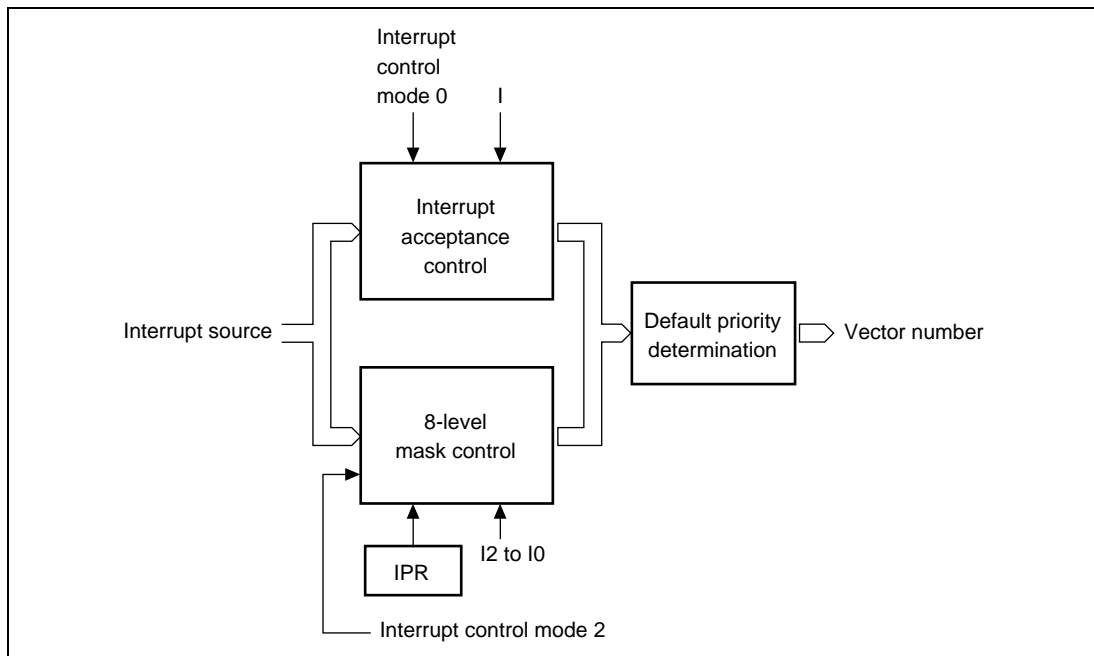 Interrupt
control
mode 0
I
Interrupt
acceptance
control
Interrupt source
Default priority
determination
Vector number
8-level
mask control
I2 to I0
IPR
Interrupt control mode 2